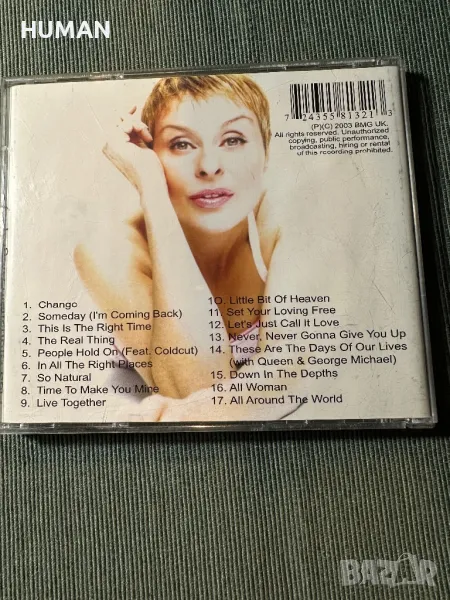 HUMAN
7 24355 81321 3
(P)(C) 2003 BMG UK.
All rights reserved. Unauthorized
copying, public performance,
broadcasting, hiring or rental
of this recording prohibited.
1. Change
2. Someday (I'm Coming Back)
3. This Is The Right Time
4. The Real Thing
5. People Hold On (Feat. Coldcut)
6. In All The Right Places
7. So Natural
8. Time To Make You Mine
9. Live Together
10. Little Bit Of Heaven
11. Set Your Loving Free
12. Let's Just Call It Love
13. Never, Never Gonna Give You Up
14. These Are The Days Of Our Lives
(with Queen & George Michael)
15. Down In The Depths
16. All Woman
17. All Around The World
BAZAR